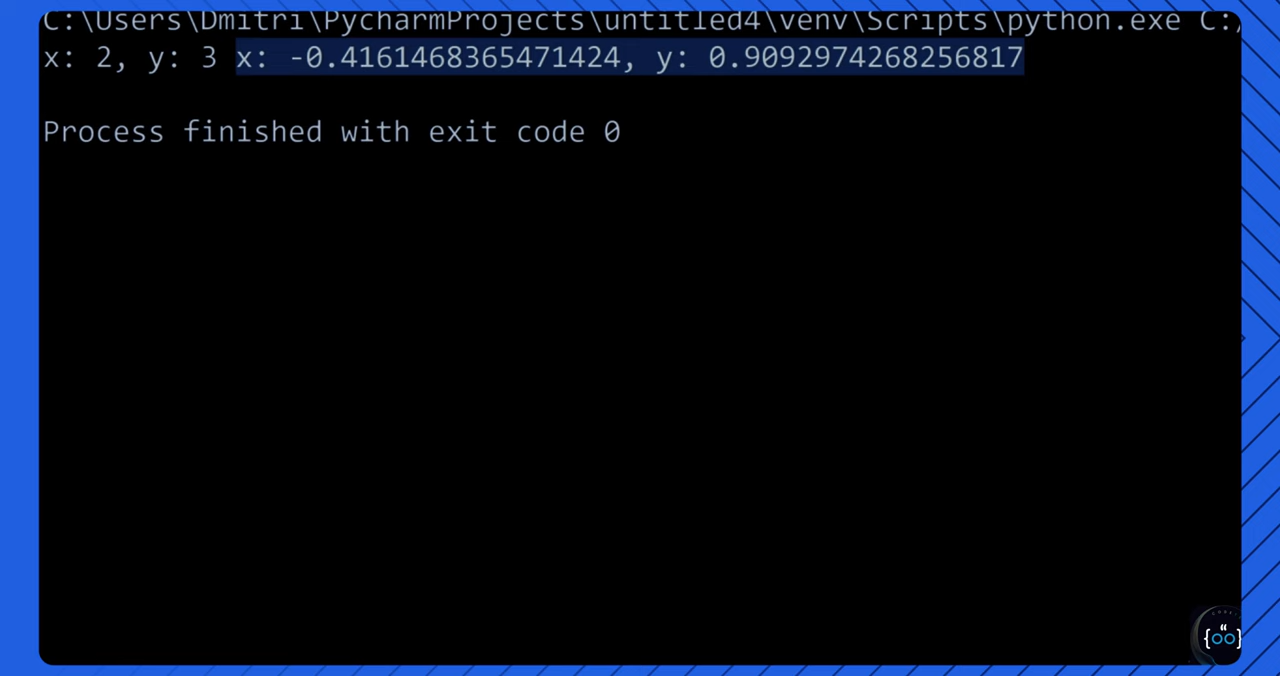 C:\Users\Dmitri\PycharmProjects\untitled4\venv\Scripts\python.exe C:/
x: 2, y: 3 x: -0.4161468365471424, y: 0.9092974268256817
Process finished with exit code 0
{oo}